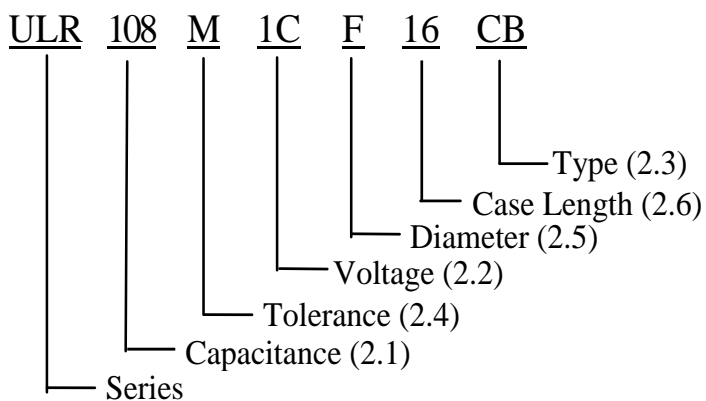 ULR 108 M 1C F 16 CB
Type (2.3)
Case Length (2.6)
Diameter (2.5)
Voltage (2.2)
Tolerance (2.4)
Capacitance (2.1)
Series